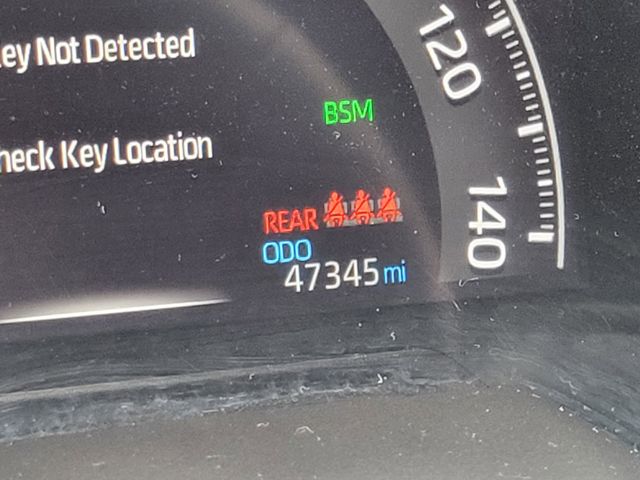 ey Not Detected
heck Key Location
BSM
REAR
ODO
47345 mi
120
140